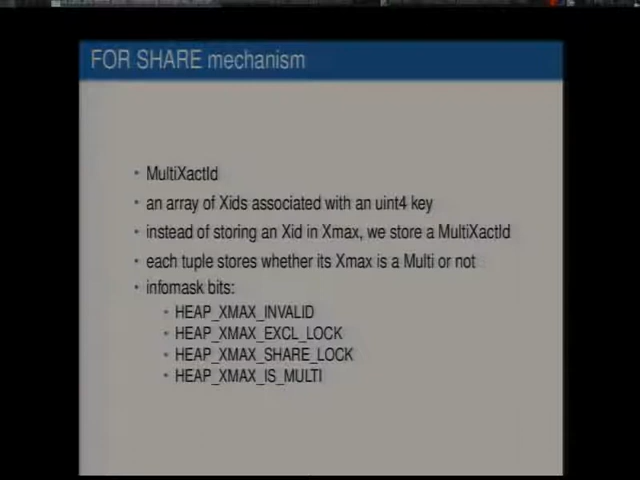 FOR SHARE mechanism
• MultiXactId
• an array of Xids associated with an uint4 key
• instead of storing an Xid in Xmax, we store a MultiXactId
• each tuple stores whether its Xmax is a Multi or not
• infomask bits:
• HEAP_XMAX_INVALID
• HEAP_XMAX_EXCL_LOCK
• HEAP_XMAX_SHARE_LOCK
• HEAP_XMAX_IS_MULTI